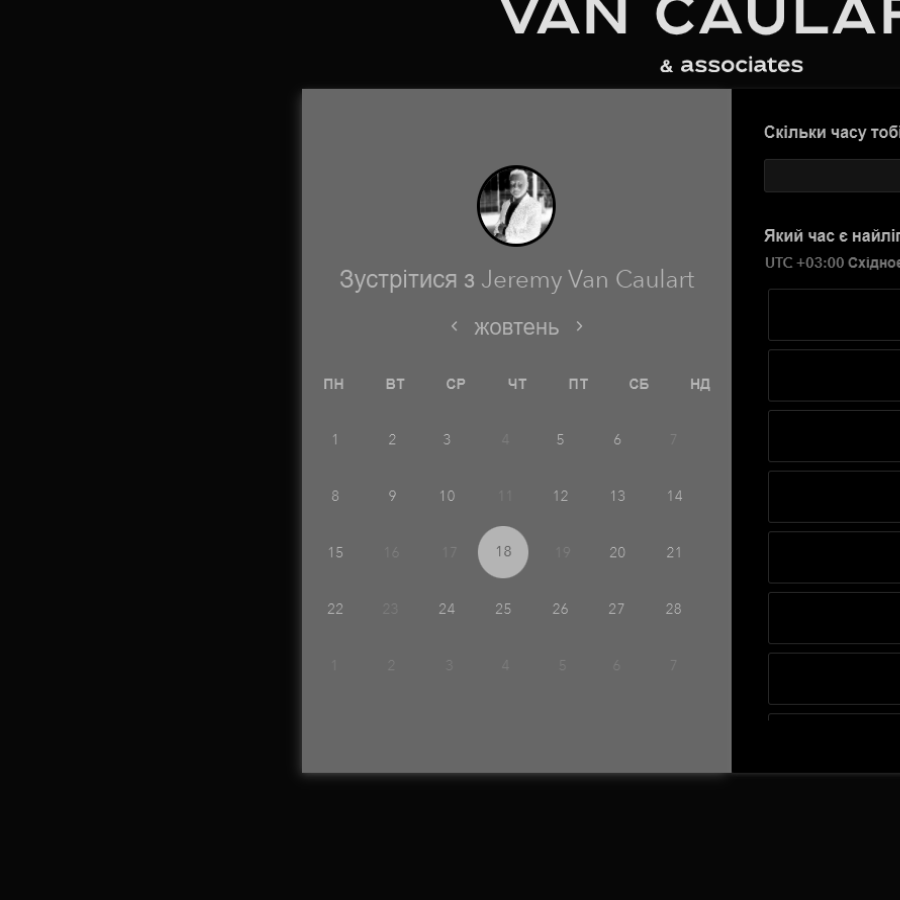 VAN CAULAR
& associates
Зустрітися з Jeremy Van Caulart
жовтень
ПН ВТ СР ЧТ ПТ СБ НД
1 2 3 4 5 6 7
8 9 10 11 12 13 14
15 16 17 18 19 20 21
22 23 24 25 26 27 28
1 2 3 4 5 6 7
Скільки часу тобі
Який час є найліп
UTC +03:00 Східноє